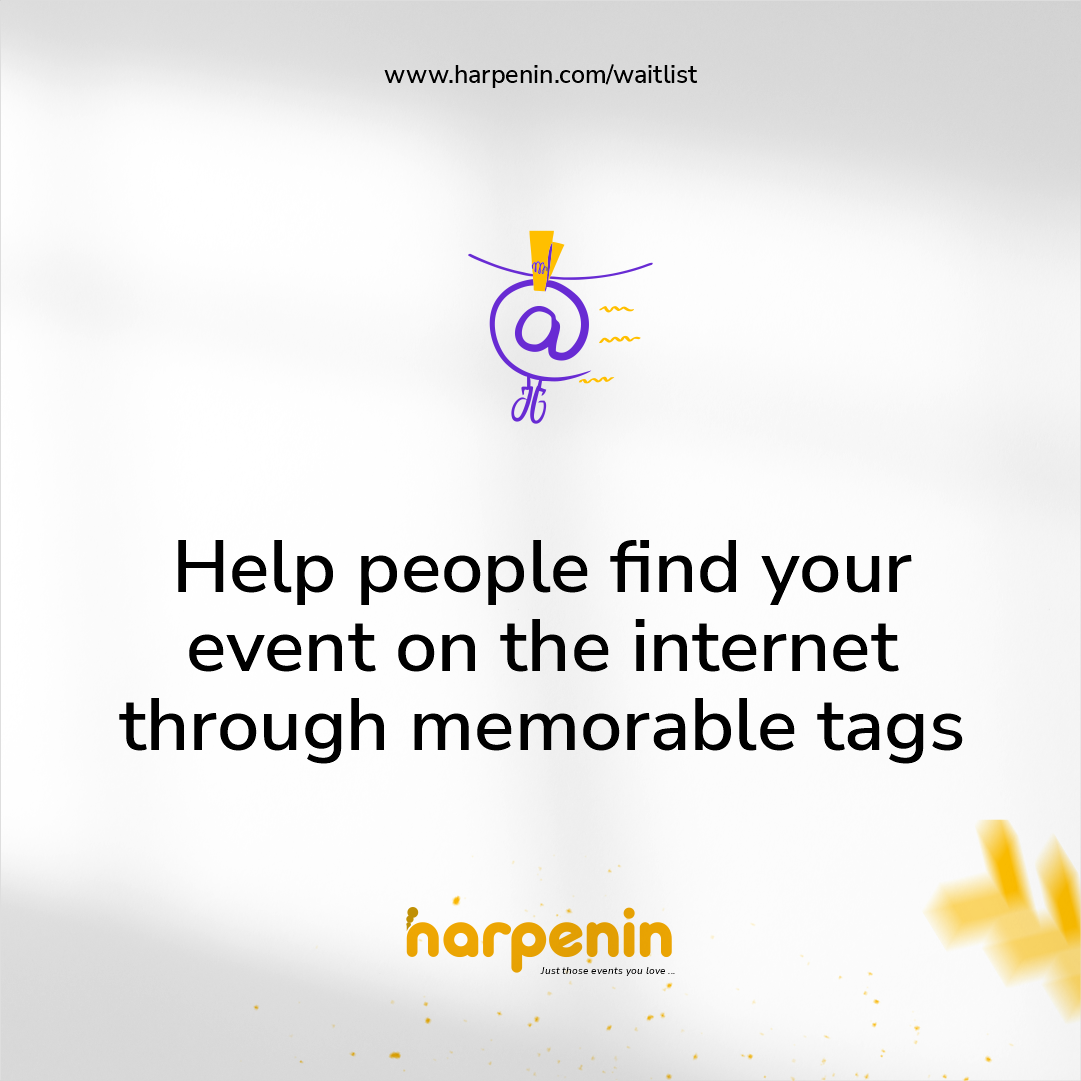 www.harpenin.com/waitlist
@
Help people find your
event on the internet
through memorable tags
harpenin
Just those events you love ...